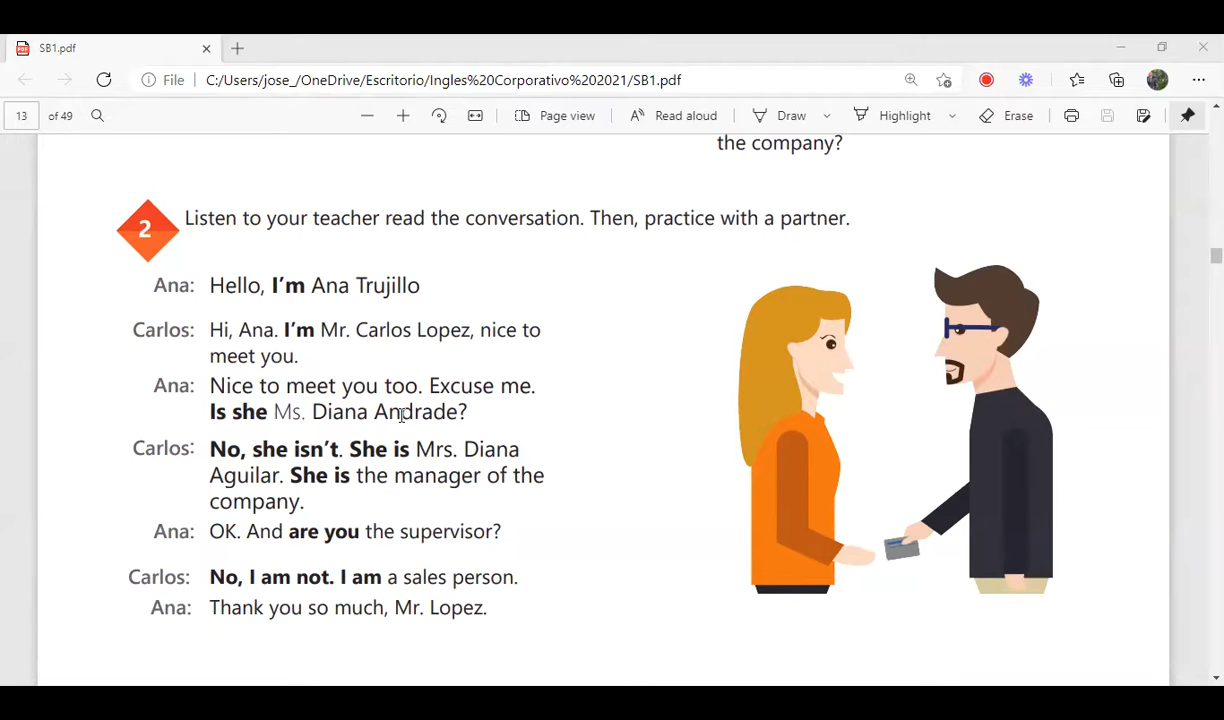 SB1.pdf
File C:/Users/jose_/OneDrive/Escritorio/Ingles%20Corporativo%202021/SB1.pdf
13 of 49 Page view Read aloud Draw Highlight Erase
the company?
2 Listen to your teacher read the conversation. Then, practice with a partner.
Ana: Hello, I'm Ana Trujillo
Carlos: Hi, Ana. I'm Mr. Carlos Lopez, nice to
meet you.
Ana: Nice to meet you too. Excuse me.
Is she Ms. Diana Andrade?
Carlos: No, she isn't. She is Mrs. Diana
Aguilar. She is the manager of the
company.
Ana: OK. And are you the supervisor?
Carlos: No, I am not. I am a sales person.
Ana: Thank you so much, Mr. Lopez.